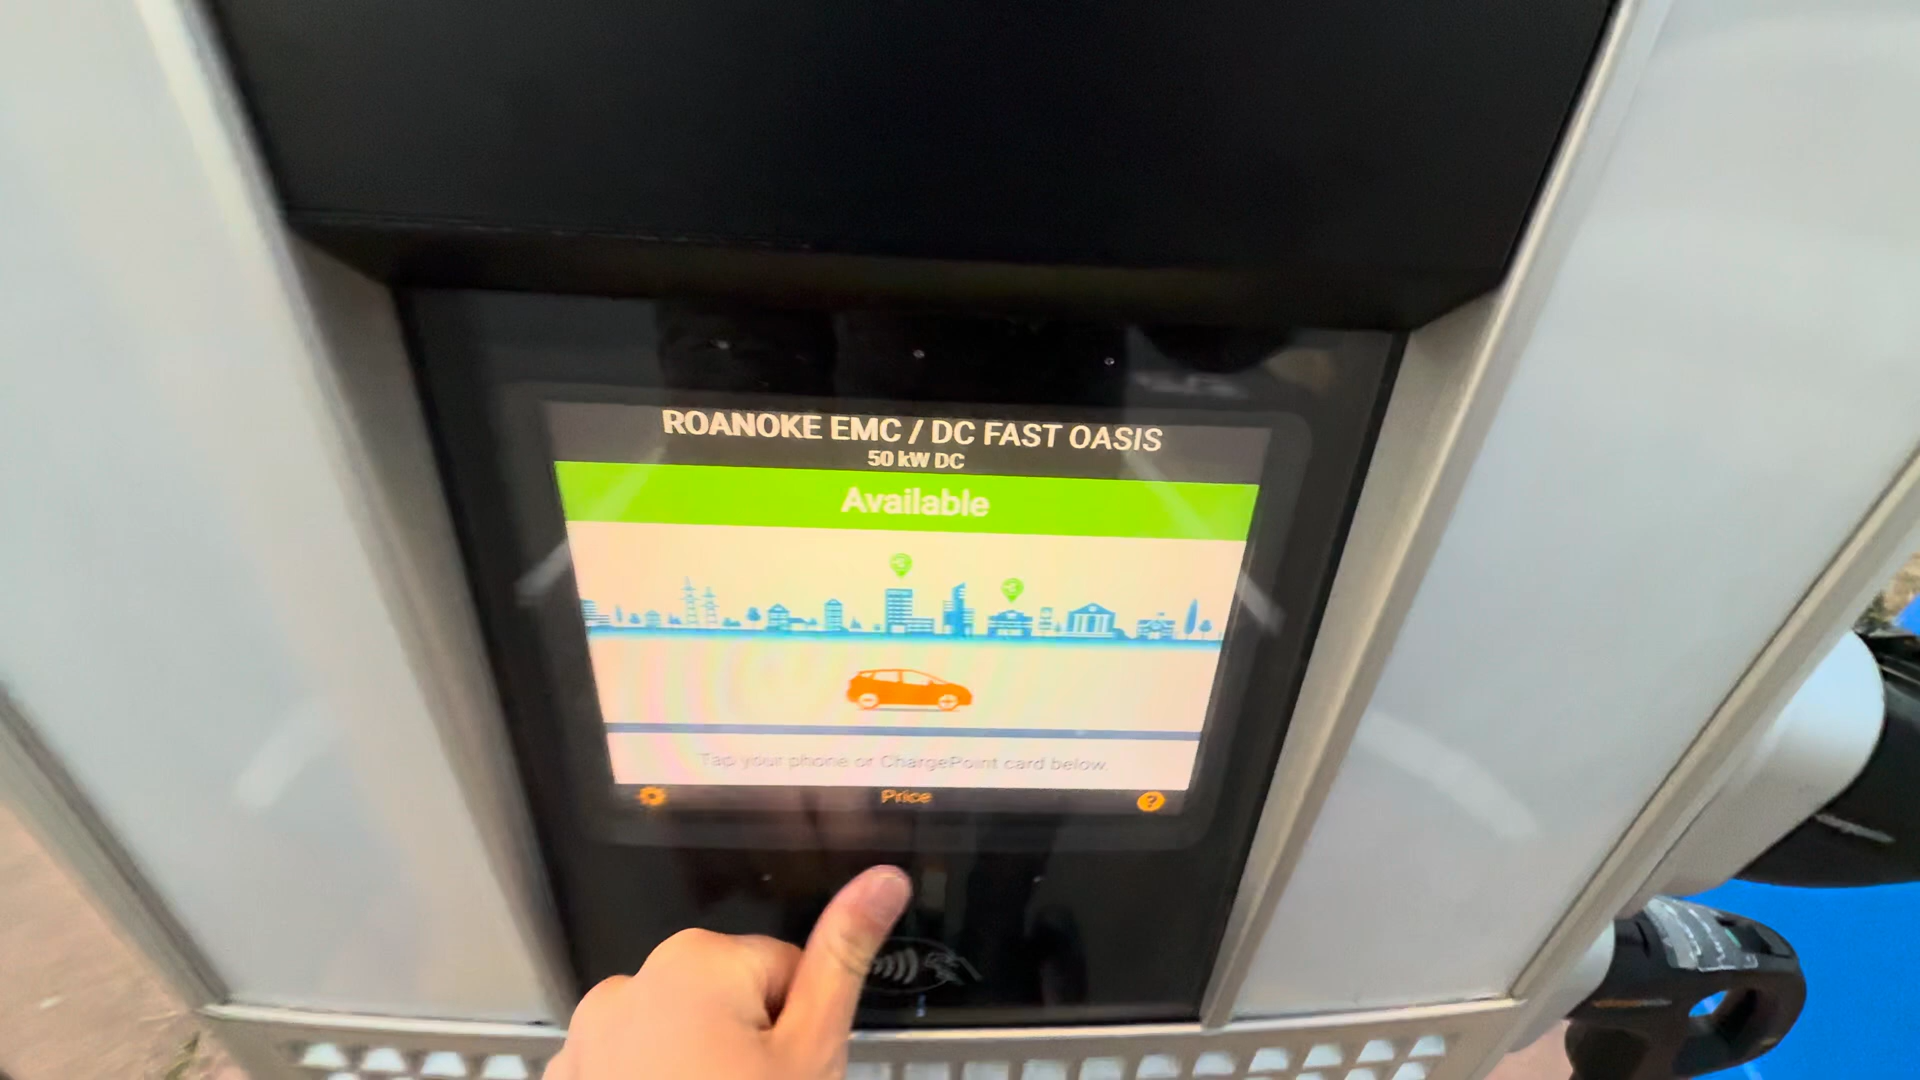 ROANOKE EMC / DC FAST OASIS
50 kW DC
Available
Tap your phone or ChargePoint card below.
Price
?